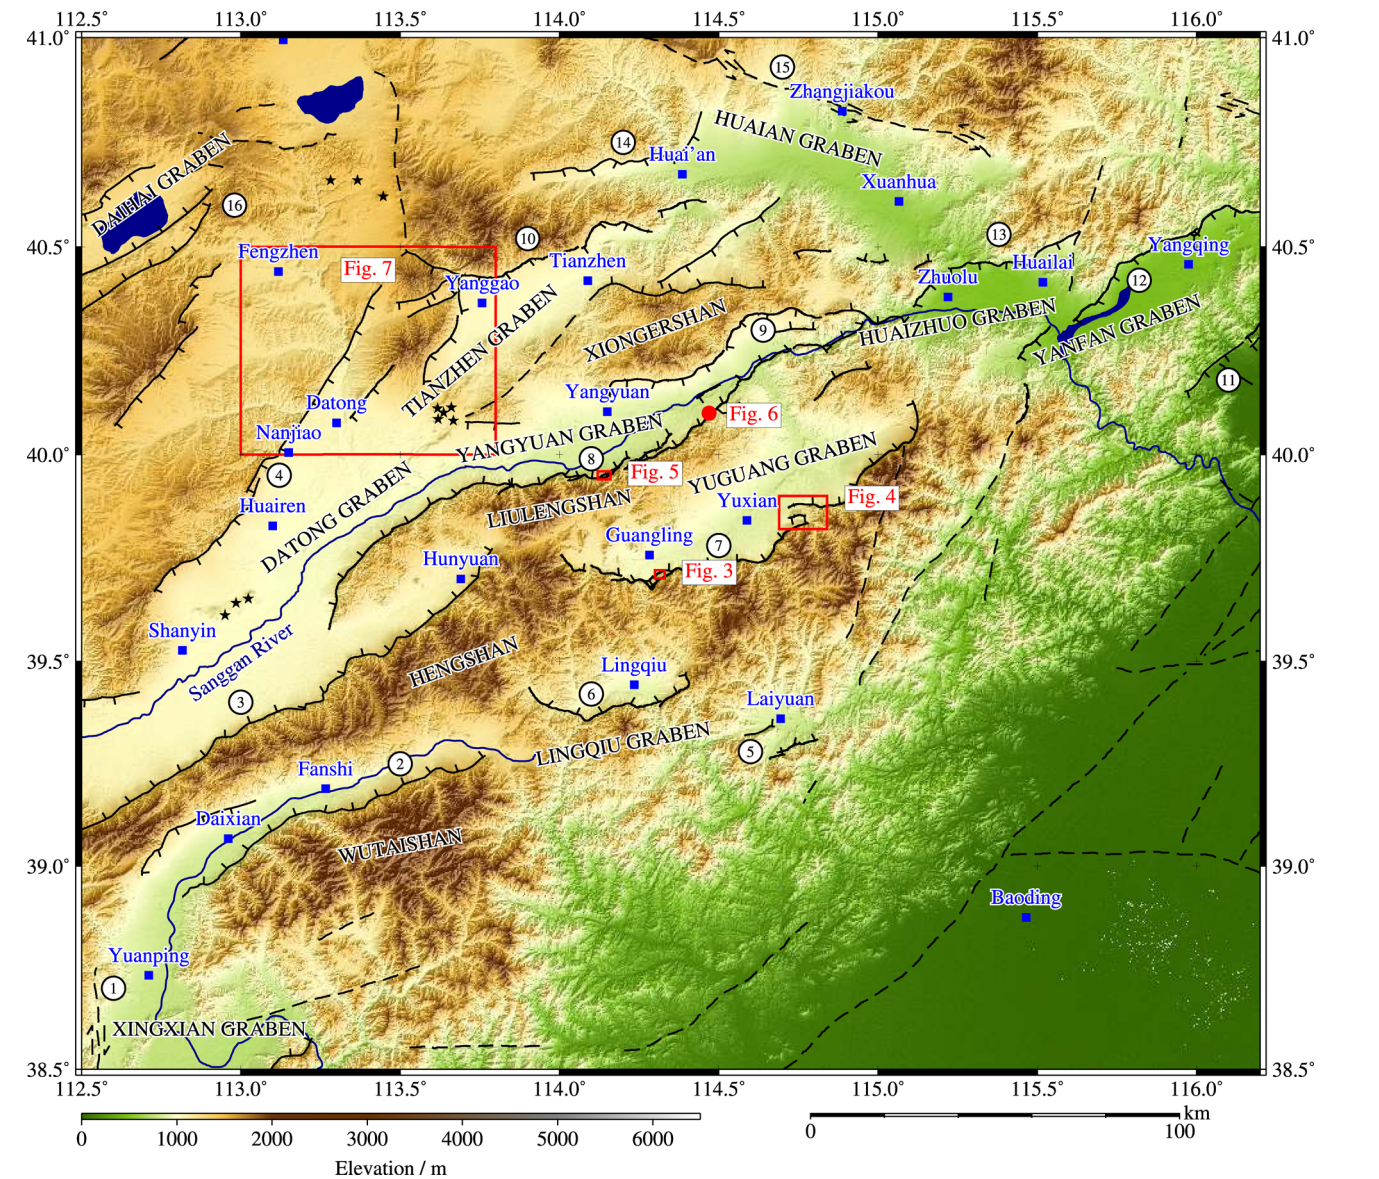 112.5° 113.0° 113.5° 114.0° 114.5° 115.0° 115.5° 116.0°
41.0° 41.0°
15
Zhangjiakou
HUAIAN GRABEN
14
Huai'an
DAIHAI GRABEN
Xuanhua
16
13
10
40.5° 40.5°
Yangqing
Fengzhen
Tianzhen
Huailai
Fig. 7
Zhuolu
12
Yanggao
TIANZHEN GRABEN
XIONGERSHAN
9
HUAIZHUO GRABEN
YANFAN GRABEN
11
Yangyuan
Datong
Fig. 6
Nanjiao
YANGYUAN GRABEN
40.0° 40.0°
8
4
Fig. 5
YUGUANG GRABEN
Huairen
DATONG GRABEN
LIULENGSHAN
Yuxian
Fig. 4
Guangling
7
Hunyuan
Fig. 3
Shanyin
Sanggan River
39.5° 39.5°
HENGSHAN
Lingqiu
6
3
Laiyuan
LINGQIU GRABEN
5
2
Fanshi
Daixian
WUTAISHAN
39.0° 39.0°
Baoding
Yuanping
1
XINGXIAN GRABEN
38.5° 38.5°
112.5° 113.0° 113.5° 114.0° 114.5° 115.0° 115.5° 116.0°
km
0 1000 2000 3000 4000 5000 6000
0 100
Elevation / m